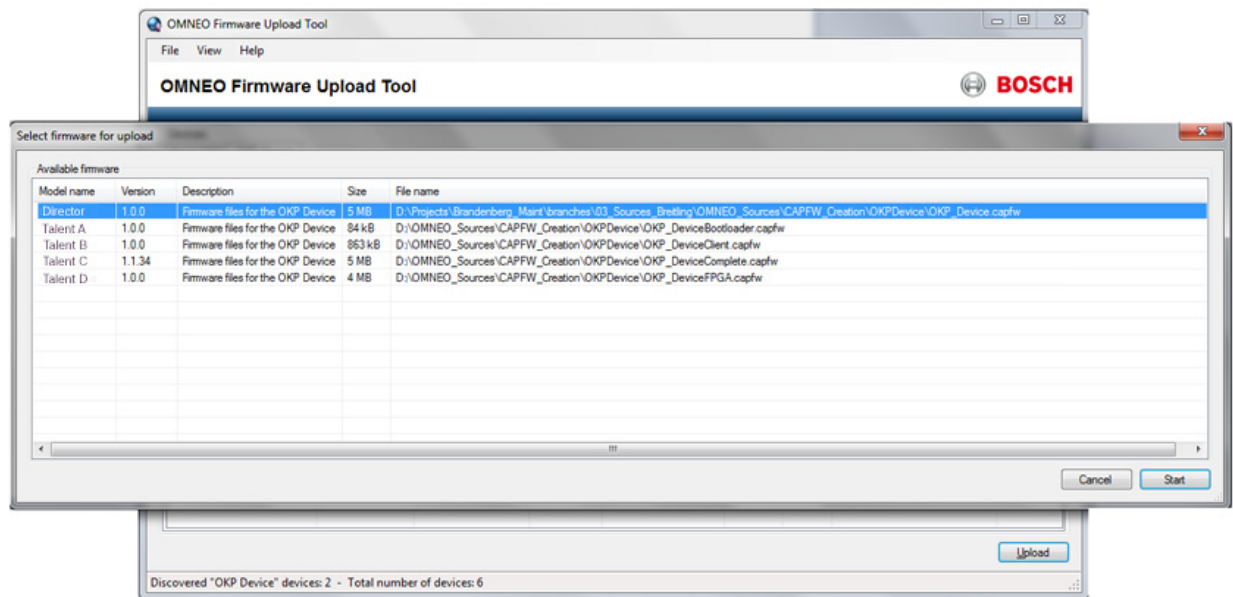 OMNEO Firmware Upload Tool
File View Help
OMNEO Firmware Upload Tool
BOSCH
Select firmware for upload
Available firmware
Model name Version Description Size File name
Director 1.0.0 Firmware files for the OKP Device 5 MB D:\Projects\Brandenberg_Maint\branches\03_Sources_Breitling\OMNEO_Sources\CAPFW_Creation\OKPDevice\OKP_Device.capfw
Talent A 1.0.0 Firmware files for the OKP Device 84 kB D:/OMNEO_Sources\CAPFW_Creation\OKPDevice\OKP_DeviceBootloader.capfw
Talent B 1.0.0 Firmware files for the OKP Device 863 kB D:/OMNEO_Sources\CAPFW_Creation\OKPDevice\OKP_DeviceClient.capfw
Talent C 1.1.34 Firmware files for the OKP Device 5 MB D:/OMNEO_Sources\CAPFW_Creation\OKPDevice\OKP_DeviceComplete.capfw
Talent D 1.0.0 Firmware files for the OKP Device 4 MB D:/OMNEO_Sources\CAPFW_Creation\OKPDevice\OKP_DeviceFPGA.capfw
Cancel Start
Upload
Discovered "OKP Device" devices: 2 - Total number of devices: 6